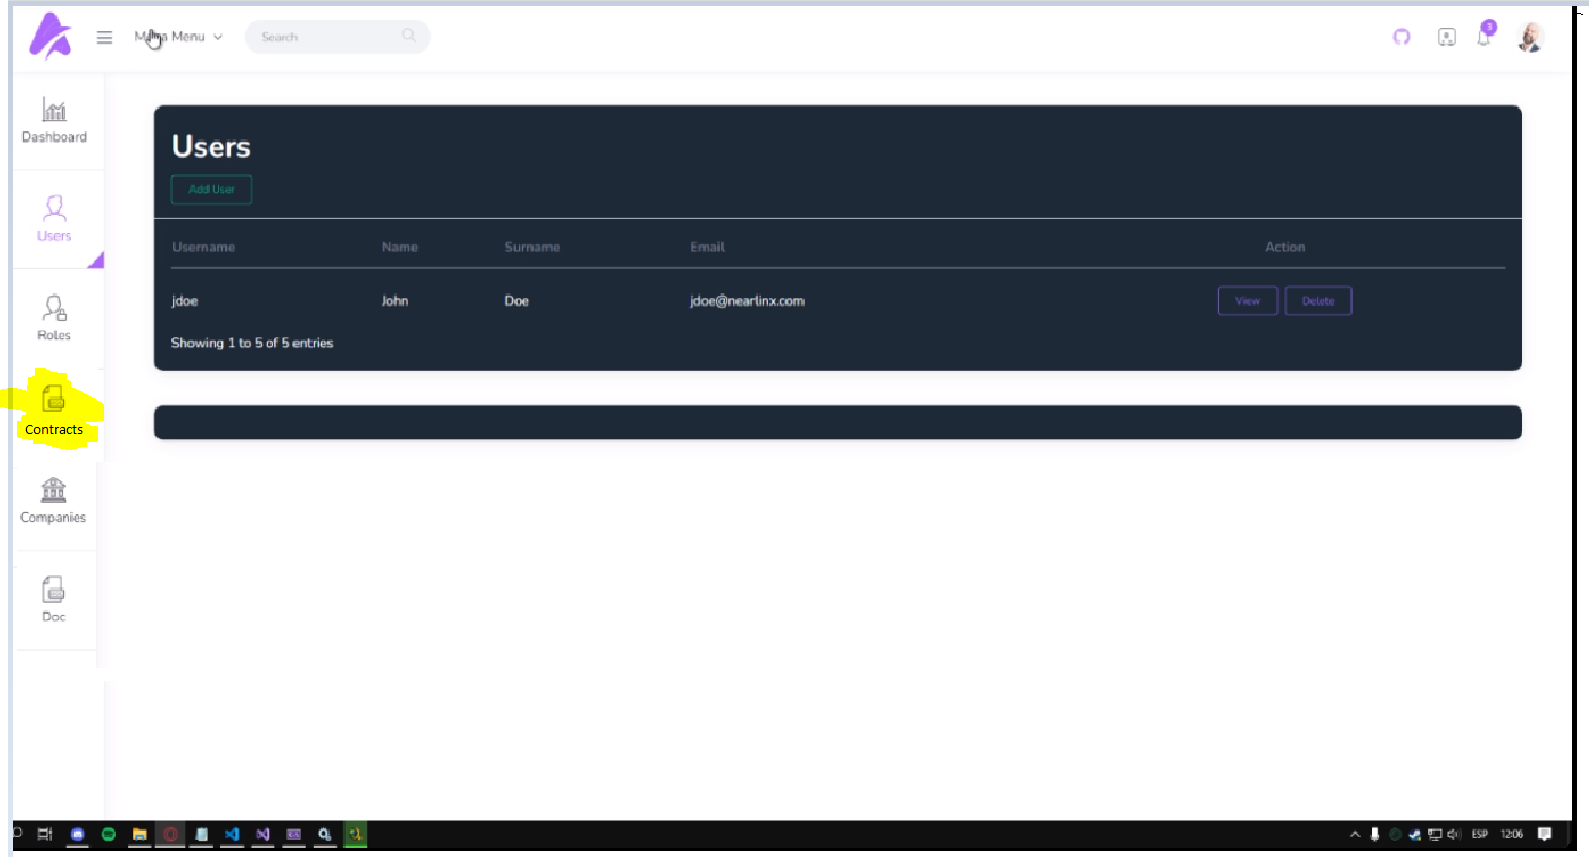 Mega Menu
Search
3
Dashboard
Users
Roles
Contracts
Companies
Doc
Users
Add User
Username Name Surname Email Action
jdoe John Doe jdoe@nearlinx.com View Delete
Showing 1 to 5 of 5 entries
ESP 12:06